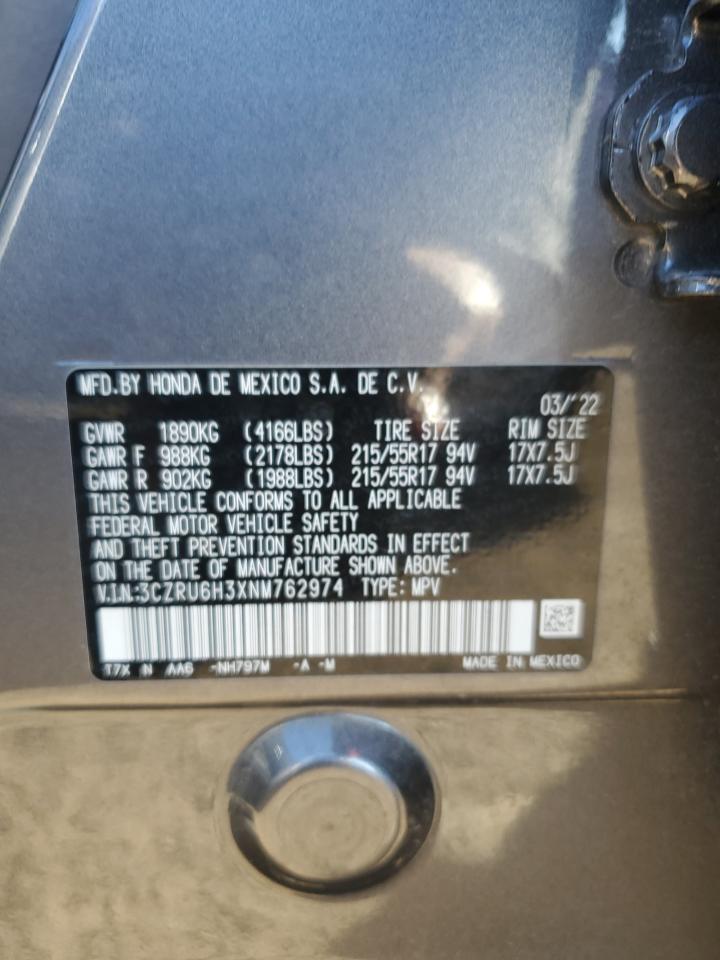 MFD.BY HONDA DE MEXICO S.A. DE C.V.
03/'22
GVWR 1890KG (4166LBS) TIRE SIZE RIM SIZE
GAWR F 988KG (2178LBS) 215/55R17 94V 17X7.5J
GAWR R 902KG (1988LBS) 215/55R17 94V 17X7.5J
THIS VEHICLE CONFORMS TO ALL APPLICABLE
FEDERAL MOTOR VEHICLE SAFETY
AND THEFT PREVENTION STANDARDS IN EFFECT
ON THE DATE OF MANUFACTURE SHOWN ABOVE.
V.I.N:3CZRU6H3XNM762974 TYPE: MPV
T7X N AA6 -NH797M -A -M MADE IN MEXICO